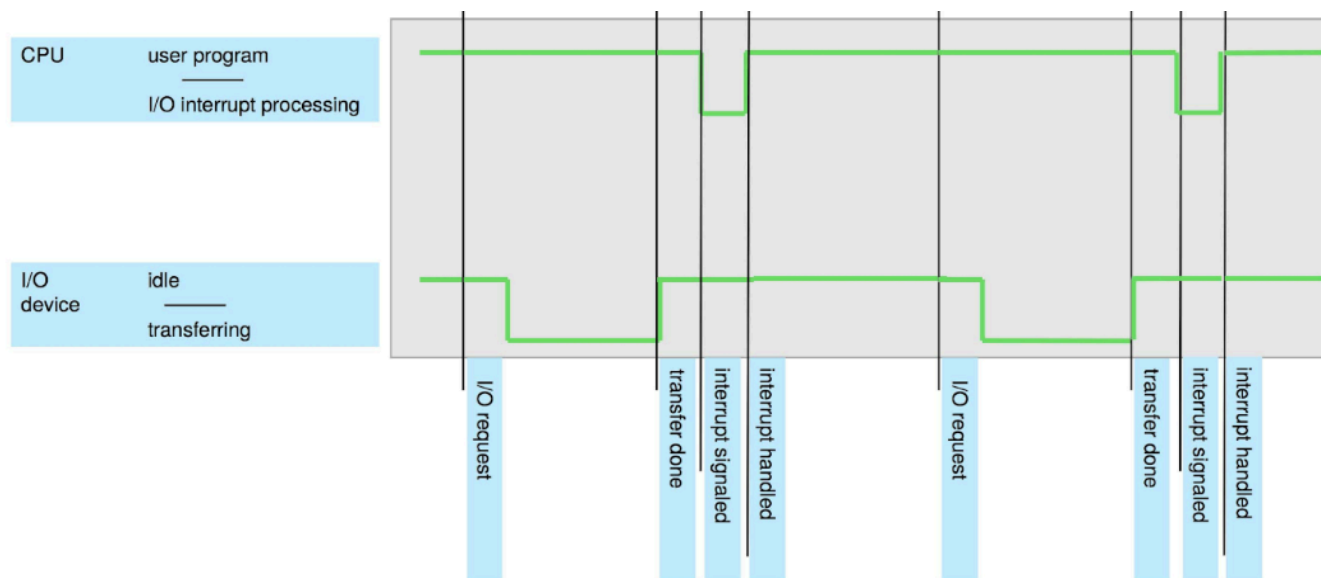 CPU
user program
I/O interrupt processing
I/O
device
idle
transferring
I/O request
transfer done
interrupt signaled
interrupt handled
I/O request
transfer done
interrupt signaled
interrupt handled